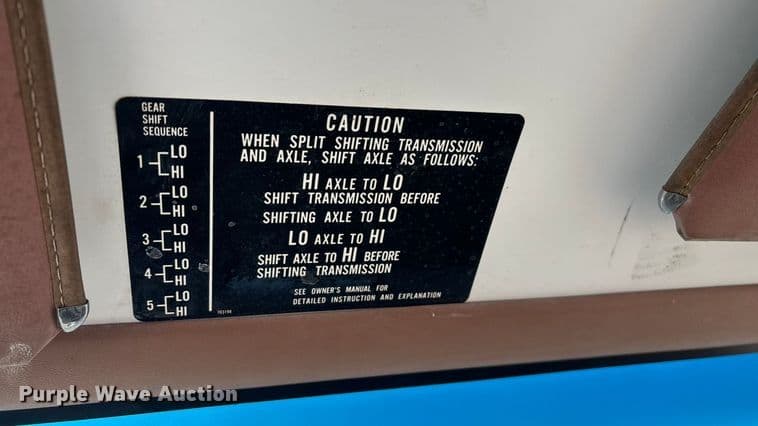 GEAR
SHIFT
SEQUENCE
1 LO
HI
2 LO
HI
3 LO
HI
4 LO
HI
5 LO
HI
CAUTION
WHEN SPLIT SHIFTING TRANSMISSION
AND AXLE, SHIFT AXLE AS FOLLOWS:
HI AXLE TO LO
SHIFT TRANSMISSION BEFORE
SHIFTING AXLE TO LO
LO AXLE TO HI
SHIFT AXLE TO HI BEFORE
SHIFTING TRANSMISSION
SEE OWNER'S MANUAL FOR
DETAILED INSTRUCTION AND EXPLANATION
Purple Wave Auction